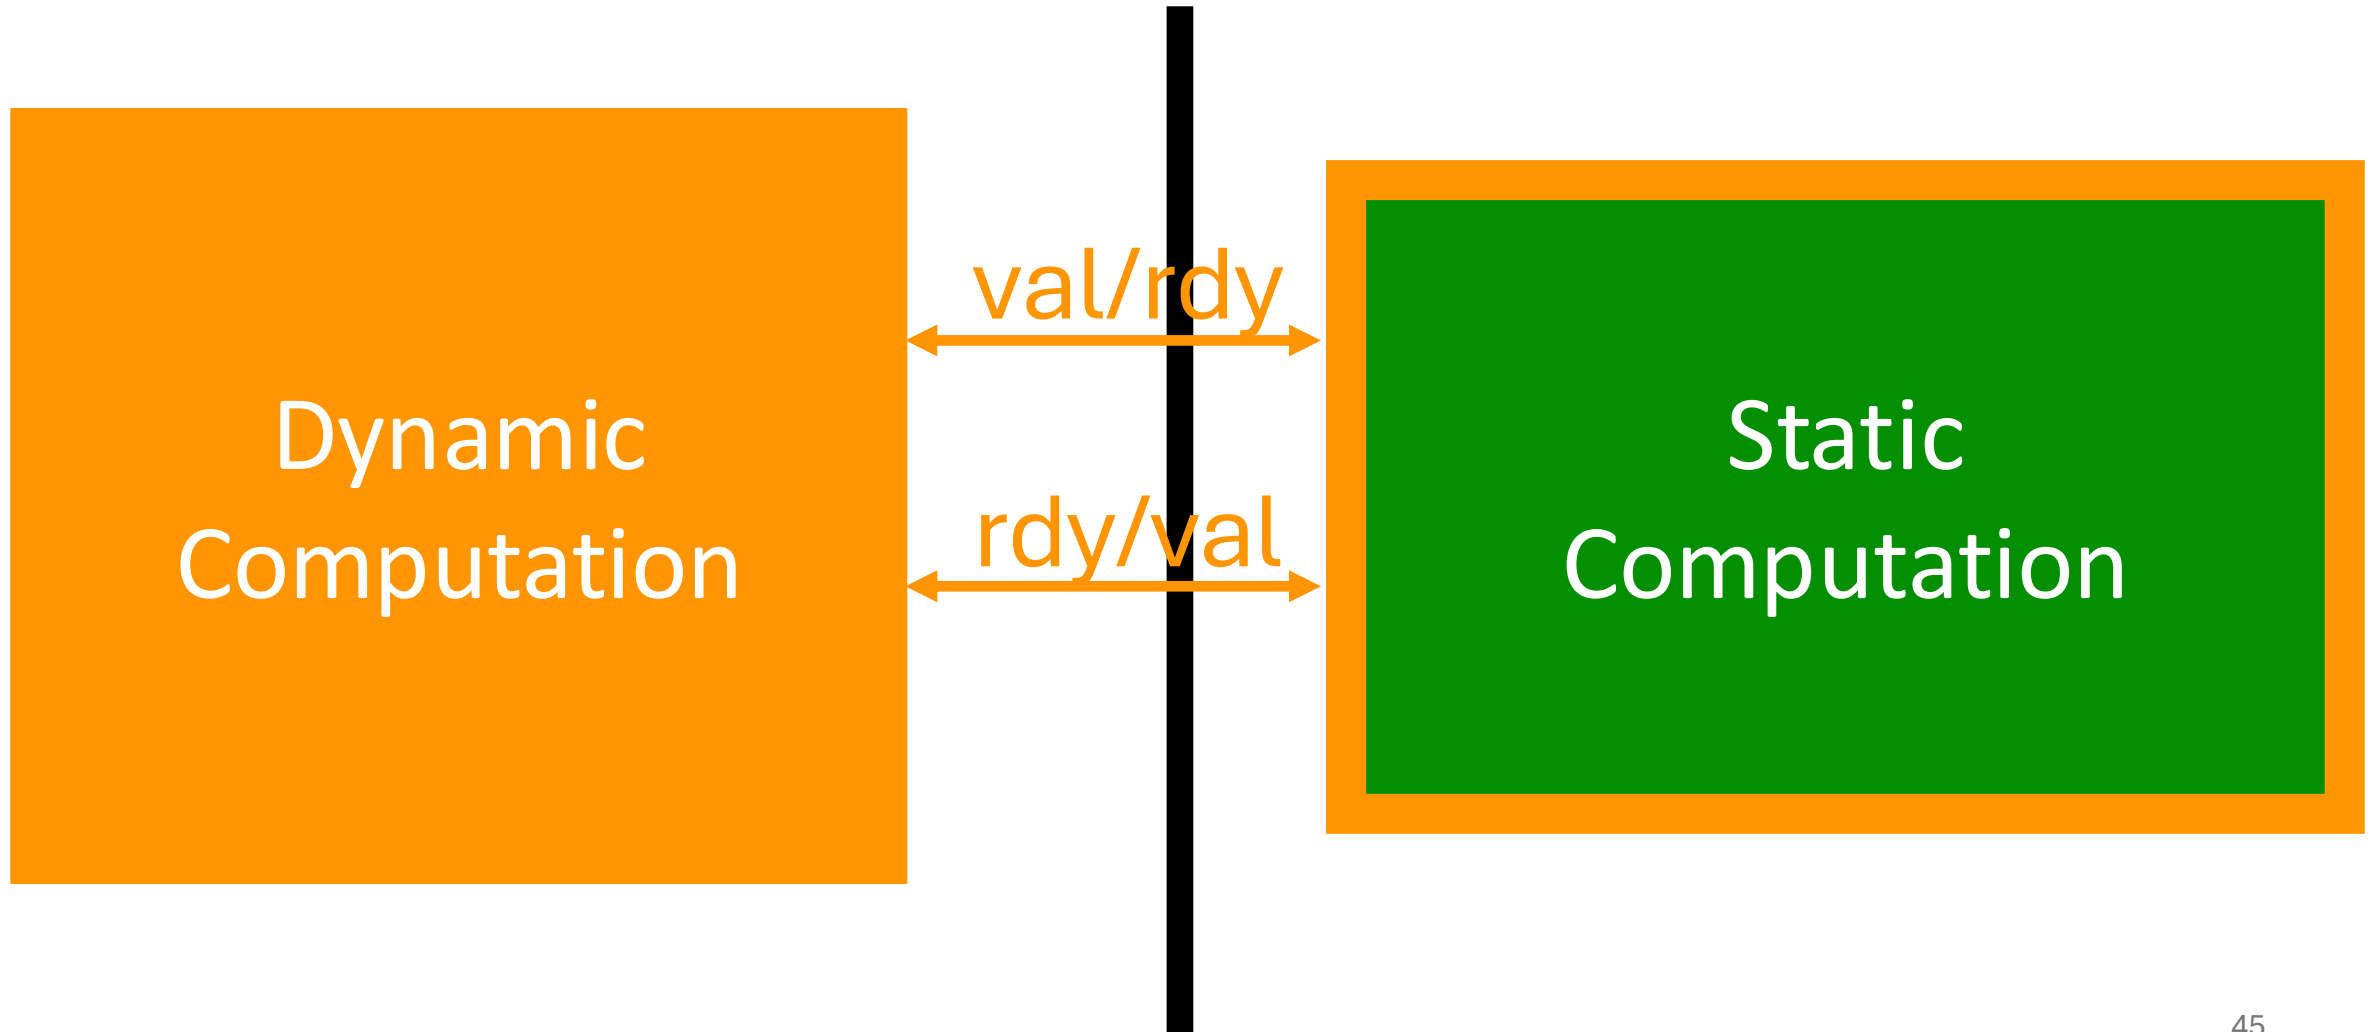 val/rdy
Dynamic
Computation
rdy/val
Static
Computation
45